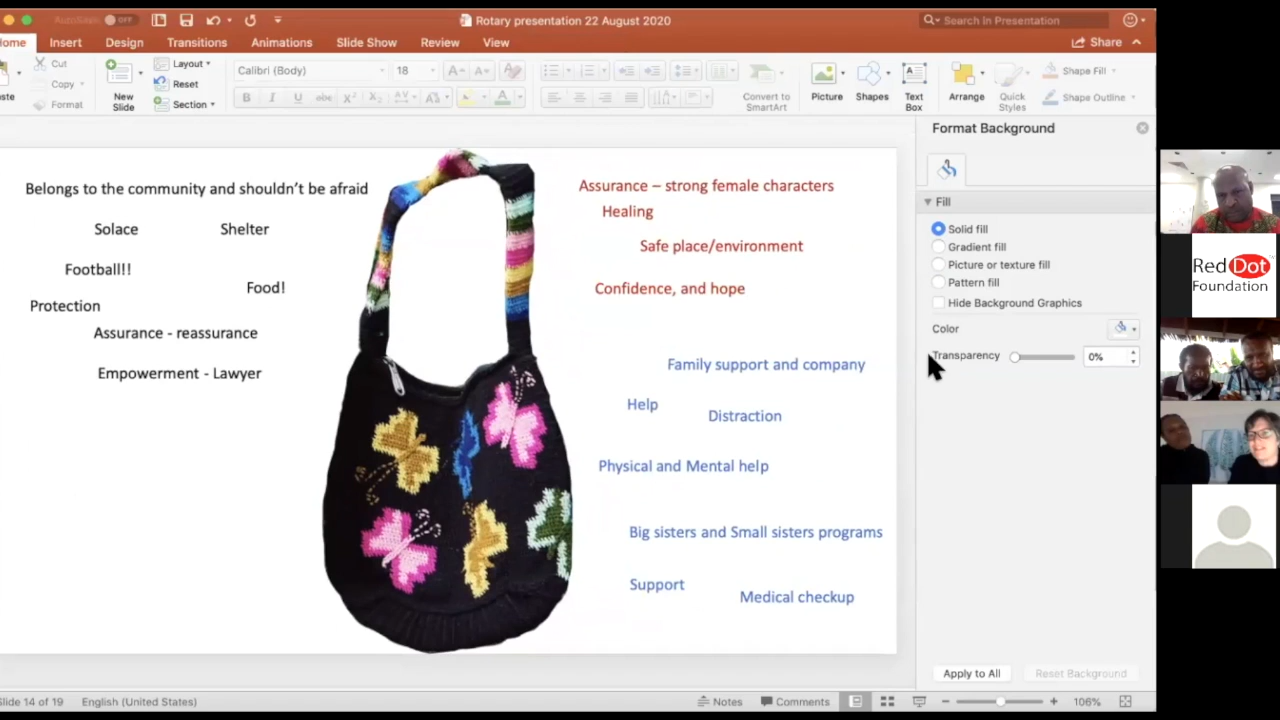 AutoSave OFF
Rotary presentation 22 August 2020
Search in Presentation
Home Insert Design Transitions Animations Slide Show Review View
Share
Cut
Copy
Format
New
Slide
Layout
Reset
Section
Calibri (Body) 18
Convert to
SmartArt
Picture
Shapes
Text
Box
Arrange
Quick
Styles
Shape Fill
Shape Outline
Format Background
Fill
Solid fill
Gradient fill
Picture or texture fill
Pattern fill
Hide Background Graphics
Color
Transparency 0%
Apply to All
Reset Background
Belongs to the community and shouldn't be afraid
Solace
Shelter
Football!!
Food!
Protection
Assurance - reassurance
Empowerment - Lawyer
Assurance – strong female characters
Healing
Safe place/environment
Confidence, and hope
Family support and company
Help
Distraction
Physical and Mental help
Big sisters and Small sisters programs
Support
Medical checkup
Red Dot
Foundation
Slide 14 of 19 English (United States)
Notes Comments 106%